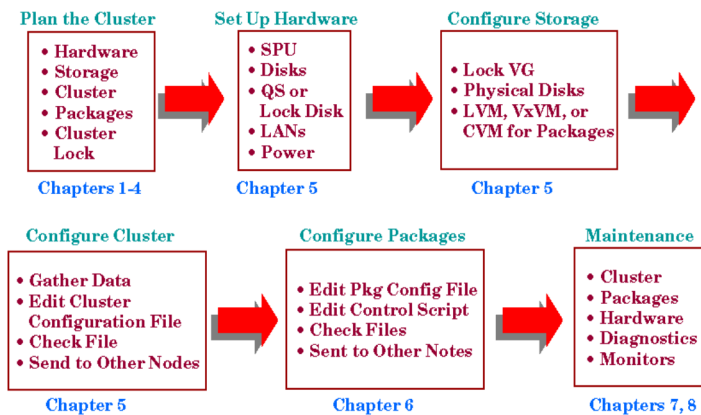 Plan the Cluster
• Hardware
• Storage
• Cluster
• Packages
• Cluster
Lock
Chapters 1-4
Set Up Hardware
• SPU
• Disks
• QS or
Lock Disk
• LANs
• Power
Chapter 5
Configure Storage
• Lock VG
• Physical Disks
• LVM, VxVM, or
CVM for Packages
Chapter 5
Configure Cluster
• Gather Data
• Edit Cluster
Configuration File
• Check File
• Send to Other Nodes
Chapter 5
Configure Packages
• Edit Pkg Config File
• Edit Control Script
• Check Files
• Sent to Other Notes
Chapter 6
Maintenance
• Cluster
• Packages
• Hardware
• Diagnostics
• Monitors
Chapters 7, 8